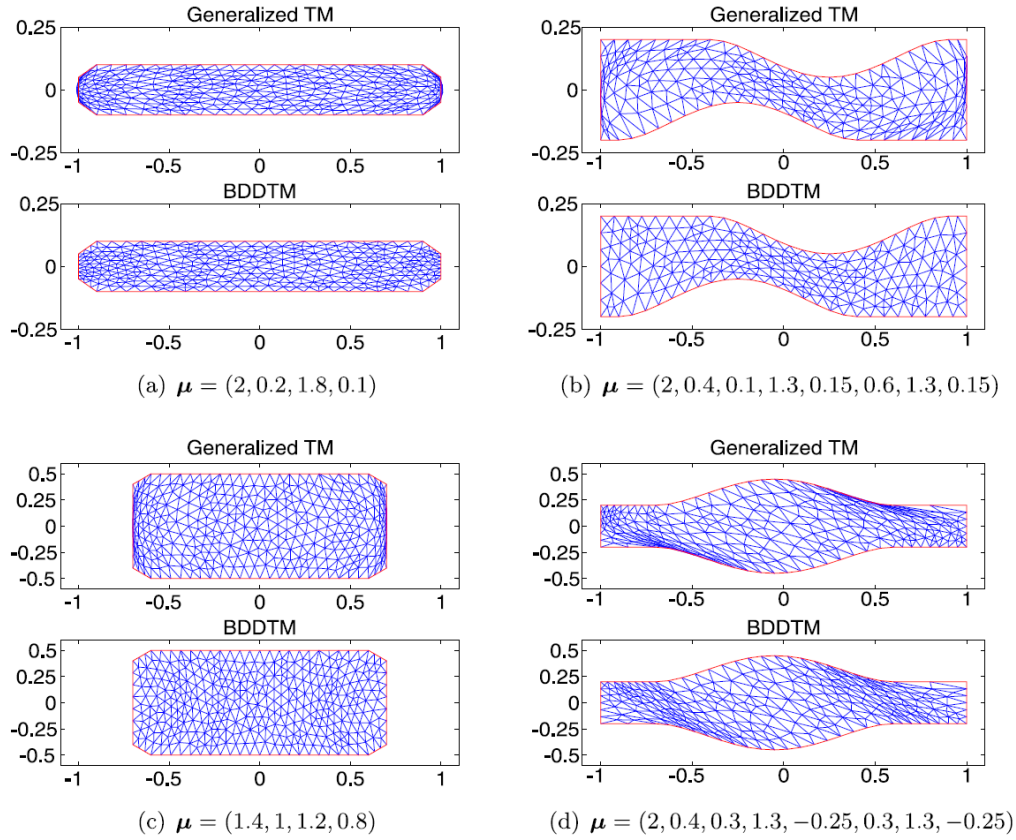 Generalized TM
0.25
0
-0.25
-1 -0.5 0 0.5 1
BDDTM
0.25
0
-0.25
-1 -0.5 0 0.5 1
(a) μ = (2, 0.2, 1.8, 0.1)
Generalized TM
0.25
0
-0.25
-1 -0.5 0 0.5 1
BDDTM
0.25
0
-0.25
-1 -0.5 0 0.5 1
(b) μ = (2, 0.4, 0.1, 1.3, 0.15, 0.6, 1.3, 0.15)
Generalized TM
0.5
0.25
0
-0.25
-0.5
-1 -0.5 0 0.5 1
BDDTM
0.5
0.25
0
-0.25
-0.5
-1 -0.5 0 0.5 1
(c) μ = (1.4, 1, 1.2, 0.8)
Generalized TM
0.5
0.25
0
-0.25
-0.5
-1 -0.5 0 0.5 1
BDDTM
0.5
0.25
0
-0.25
-0.5
-1 -0.5 0 0.5 1
(d) μ = (2, 0.4, 0.3, 1.3, −0.25, 0.3, 1.3, −0.25)